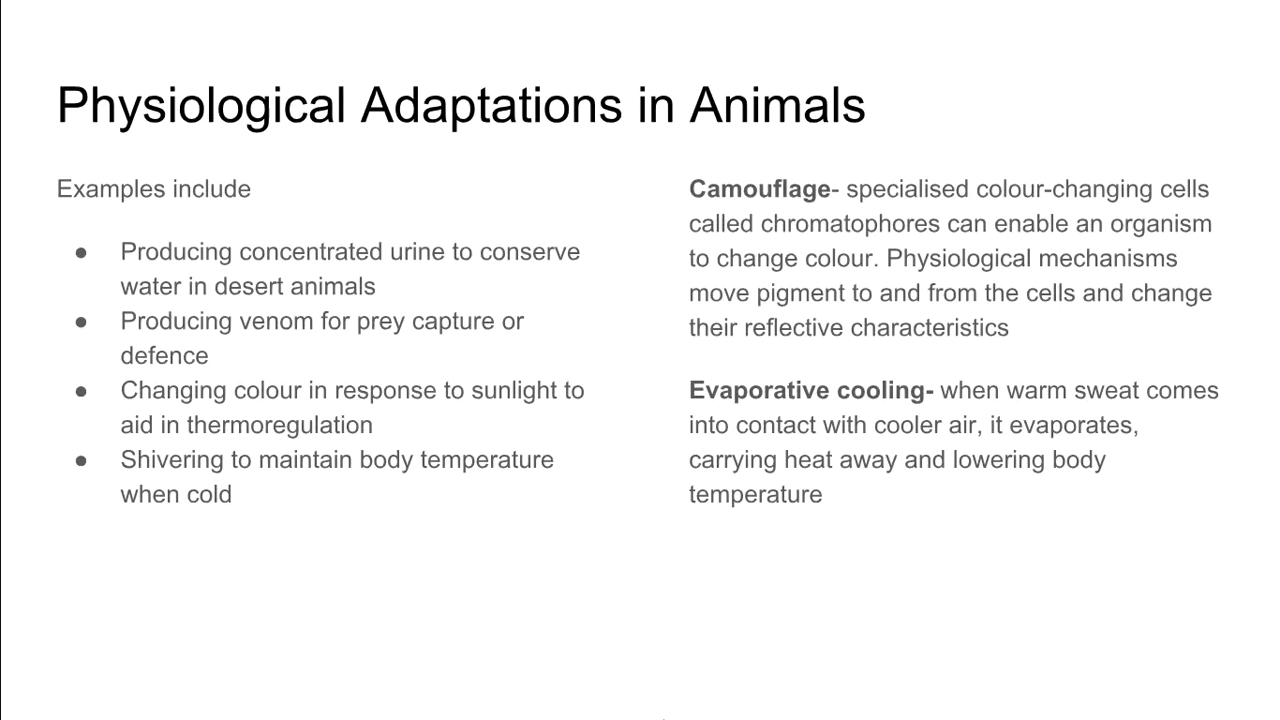 Physiological Adaptations in Animals
Examples include
● Producing concentrated urine to conserve
water in desert animals
● Producing venom for prey capture or
defence
● Changing colour in response to sunlight to
aid in thermoregulation
● Shivering to maintain body temperature
when cold
Camouflage- specialised colour-changing cells
called chromatophores can enable an organism
to change colour. Physiological mechanisms
move pigment to and from the cells and change
their reflective characteristics
Evaporative cooling- when warm sweat comes
into contact with cooler air, it evaporates,
carrying heat away and lowering body
temperature